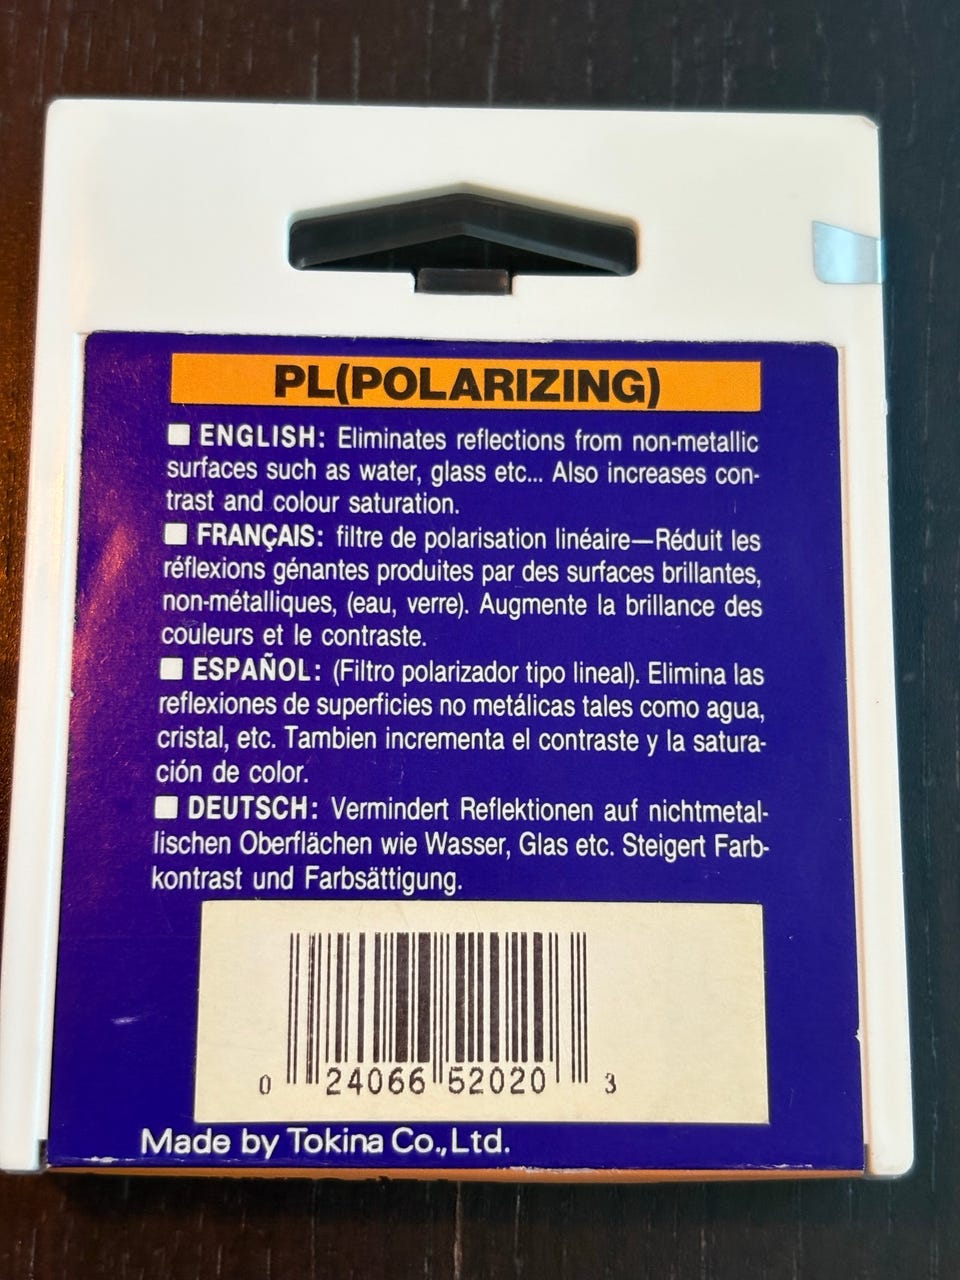 PL(POLARIZING)
■ ENGLISH: Eliminates reflections from non-metallic
surfaces such as water, glass etc... Also increases con-
trast and colour saturation.
■ FRANÇAIS: filtre de polarisation linéaire—Réduit les
réflexions génantes produites par des surfaces brillantes,
non-métalliques, (eau, verre). Augmente la brillance des
couleurs et le contraste.
■ ESPAÑOL: (Filtro polarizador tipo lineal). Elimina las
reflexiones de superficies no metálicas tales como agua,
cristal, etc. Tambien incrementa el contraste y la satura-
ción de color.
■ DEUTSCH: Vermindert Reflektionen auf nichtmetal-
lischen Oberflächen wie Wasser, Glas etc. Steigert Farb-
kontrast und Farbsättigung.
0 24066 52020 3
Made by Tokina Co.,Ltd.